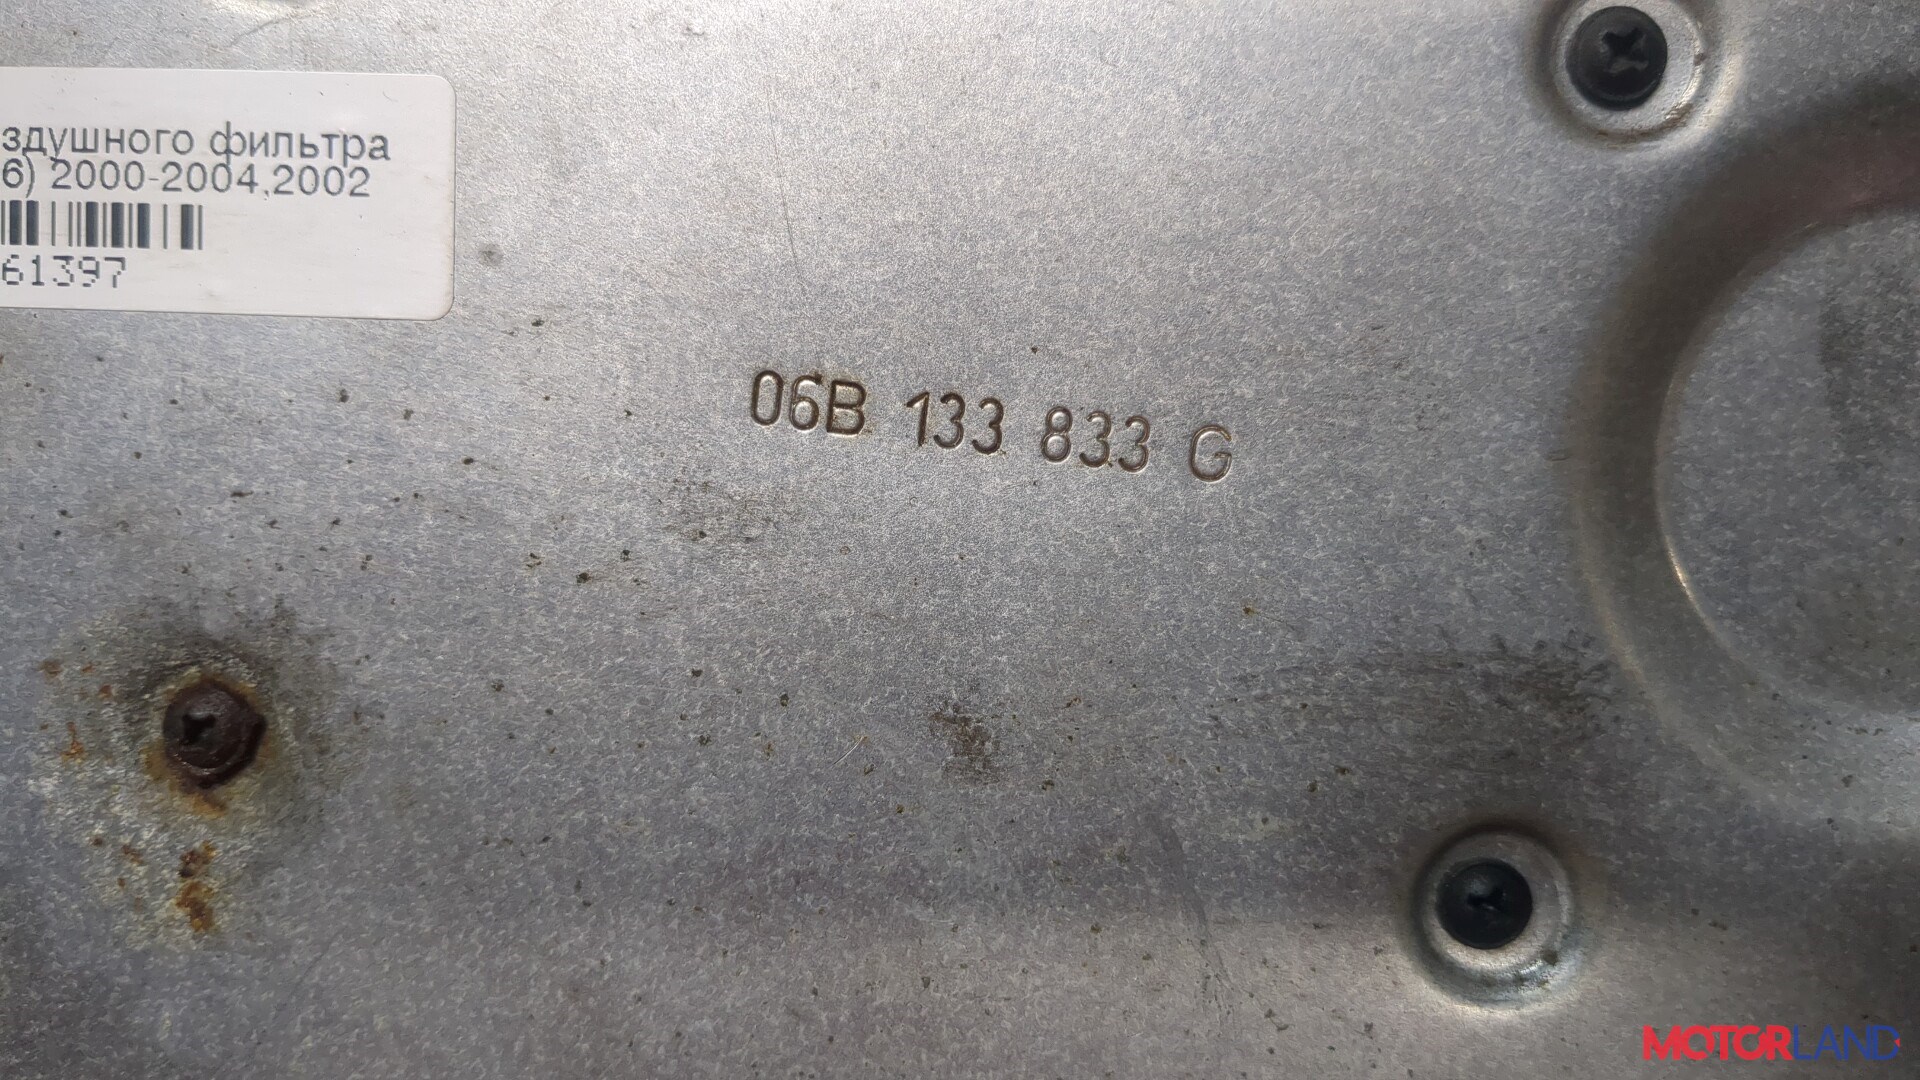 здушного фильтра
6) 2000-2004,2002
61397
06B 133 833 G
MOTORLAND